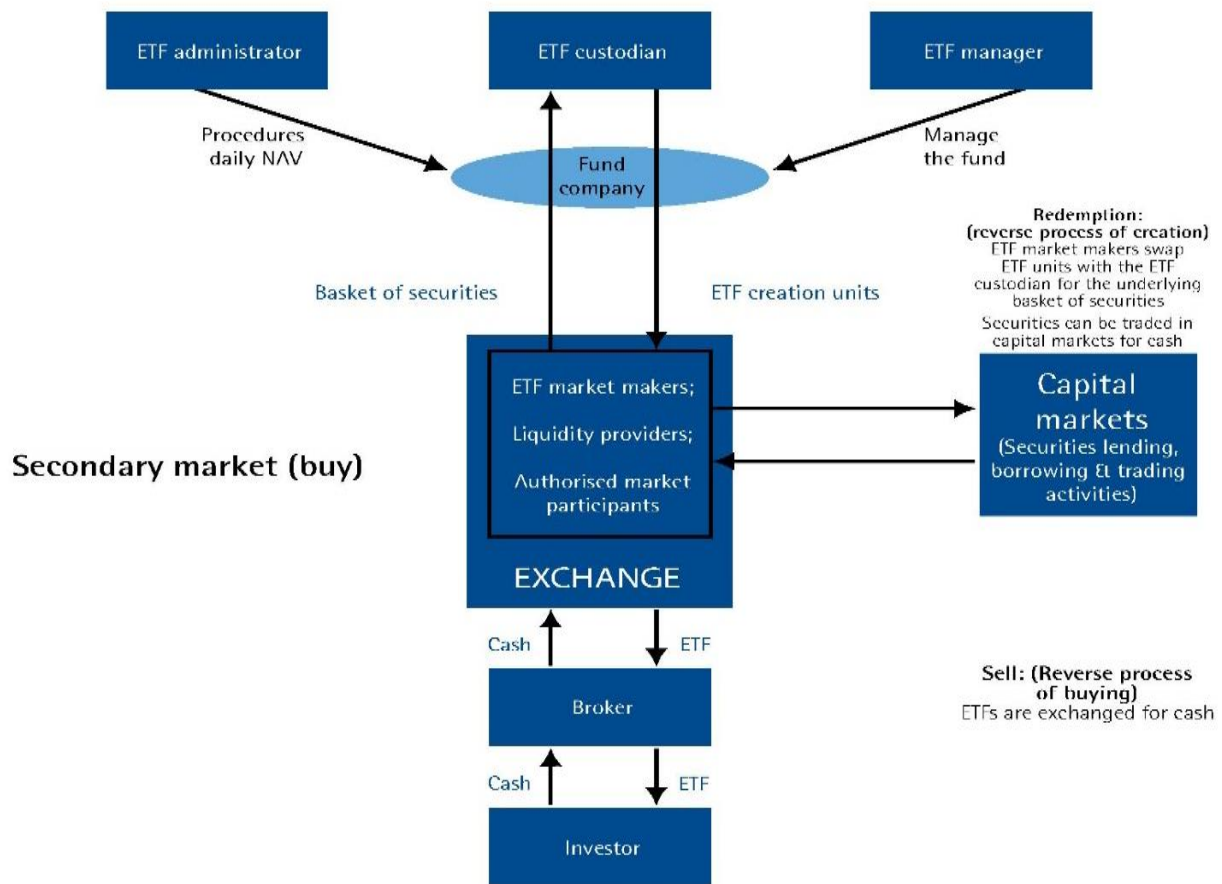 ETF administrator
ETF custodian
ETF manager
Procedures
daily NAV
Manage
the fund
Fund
company
Redemption:
(reverse process of creation)
ETF market makers swap
ETF units with the ETF
custodian for the underlying
basket of securities
Securities can be traded in
capital markets for cash
Basket of securities
ETF creation units
ETF market makers;
Liquidity providers;
Authorised market
participants
EXCHANGE
Capital
markets
(Securities lending,
borrowing & trading
activities)
Secondary market (buy)
Cash
ETF
Broker
Sell: (Reverse process
of buying)
ETFs are exchanged for cash
Cash
ETF
Investor